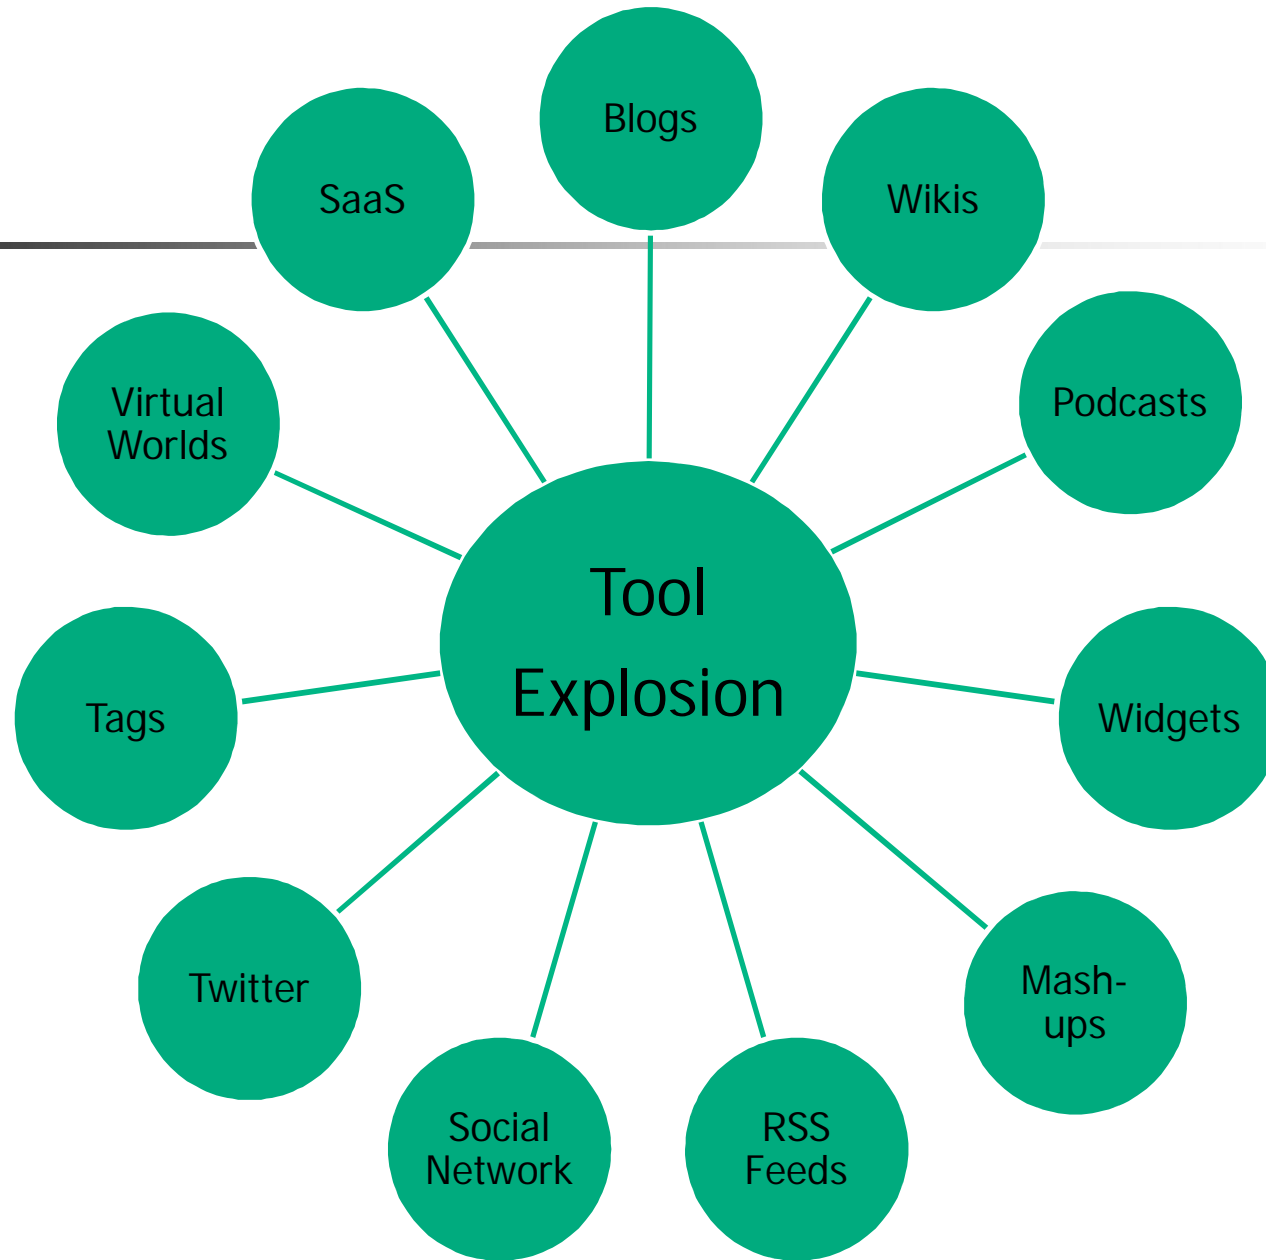 Blogs
SaaS
Wikis
Virtual
Worlds
Podcasts
Tool
Explosion
Tags
Widgets
Twitter
Mash-
ups
Social
Network
RSS
Feeds